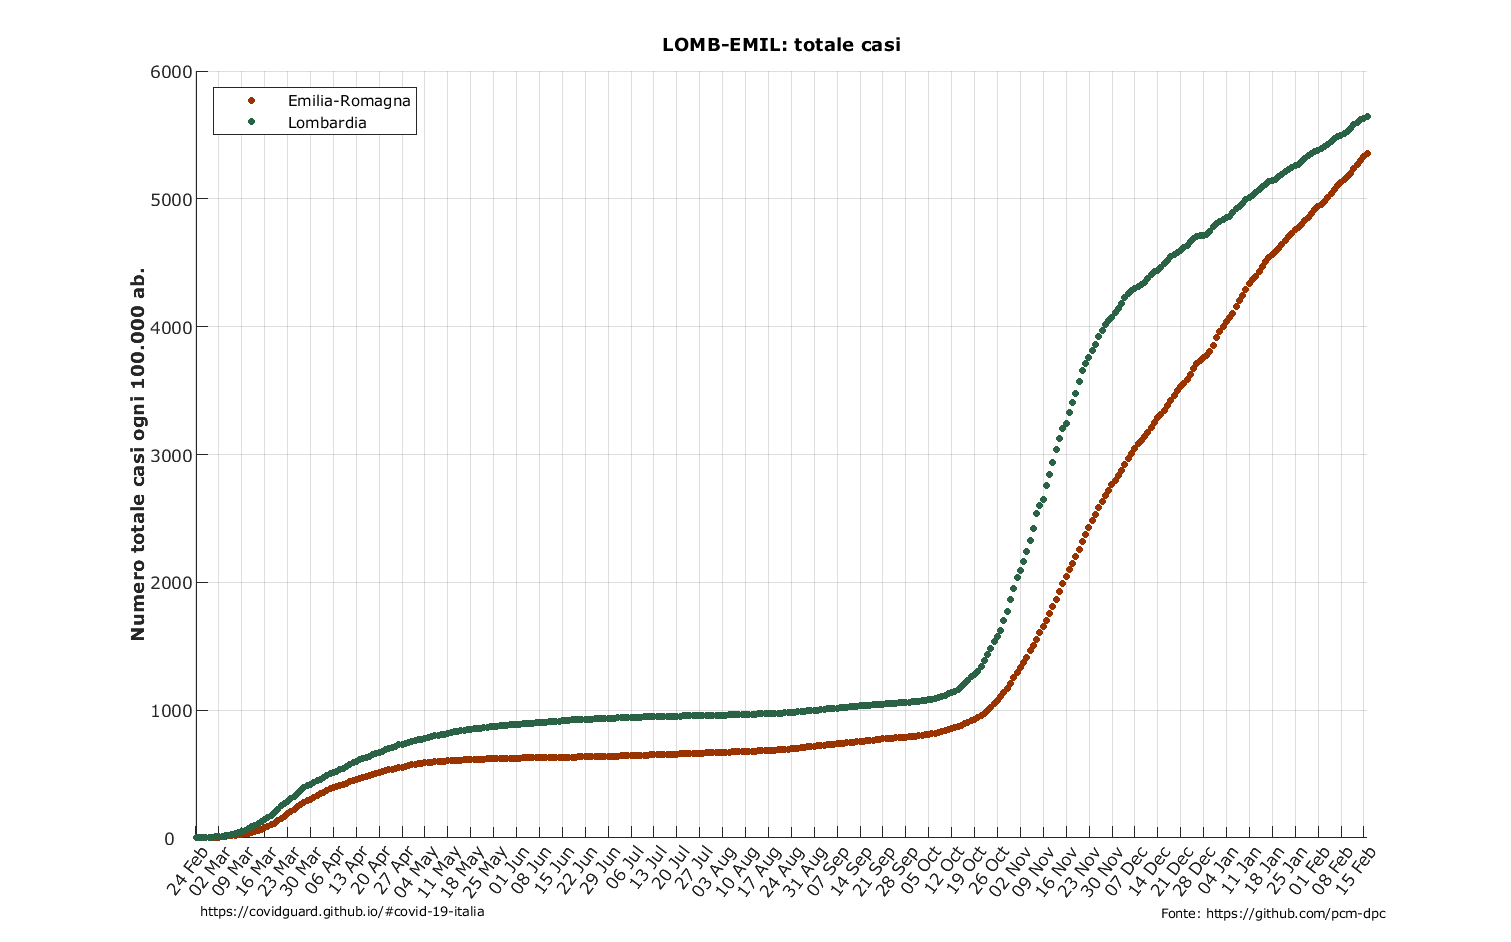 LOMB-EMIL: totale casi
6000
5000
4000
3000
2000
1000
0
Numero totale casi ogni 100.000 ab.
Emilia-Romagna
Lombardia
24 Feb
02 Mar
09 Mar
16 Mar
23 Mar
30 Mar
06 Apr
13 Apr
20 Apr
27 Apr
04 May
11 May
18 May
25 May
01 Jun
08 Jun
15 Jun
22 Jun
29 Jun
06 Jul
13 Jul
20 Jul
27 Jul
03 Aug
10 Aug
17 Aug
24 Aug
31 Aug
07 Sep
14 Sep
21 Sep
28 Sep
05 Oct
12 Oct
19 Oct
26 Oct
02 Nov
09 Nov
16 Nov
23 Nov
30 Nov
07 Dec
14 Dec
21 Dec
28 Dec
04 Jan
11 Jan
18 Jan
25 Jan
01 Feb
08 Feb
15 Feb
https://covidguard.github.io/#covid-19-italia
Fonte: https://github.com/pcm-dpc